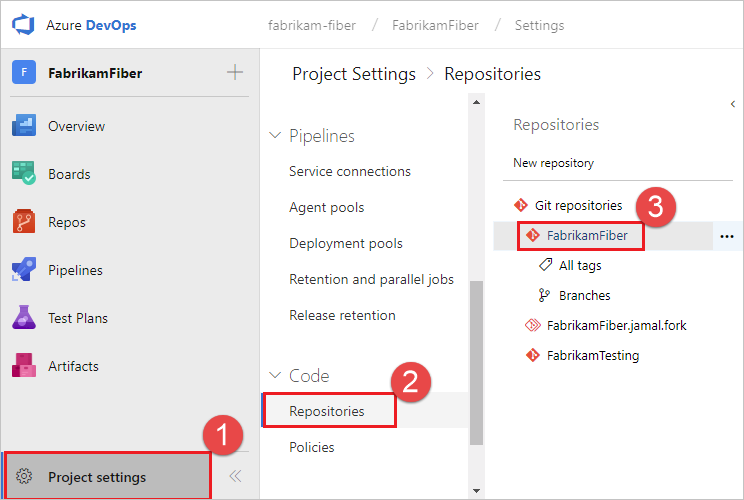 Azure DevOps
fabrikam-fiber / FabrikamFiber / Settings
F FabrikamFiber
Overview
Boards
Repos
Pipelines
Test Plans
Artifacts
1
Project settings
Project Settings > Repositories
Pipelines
Service connections
Agent pools
Deployment pools
Retention and parallel jobs
Release retention
Code
2
Repositories
Policies
Repositories
New repository
Git repositories
3
FabrikamFiber
All tags
Branches
FabrikamFiber.jamal.fork
FabrikamTesting